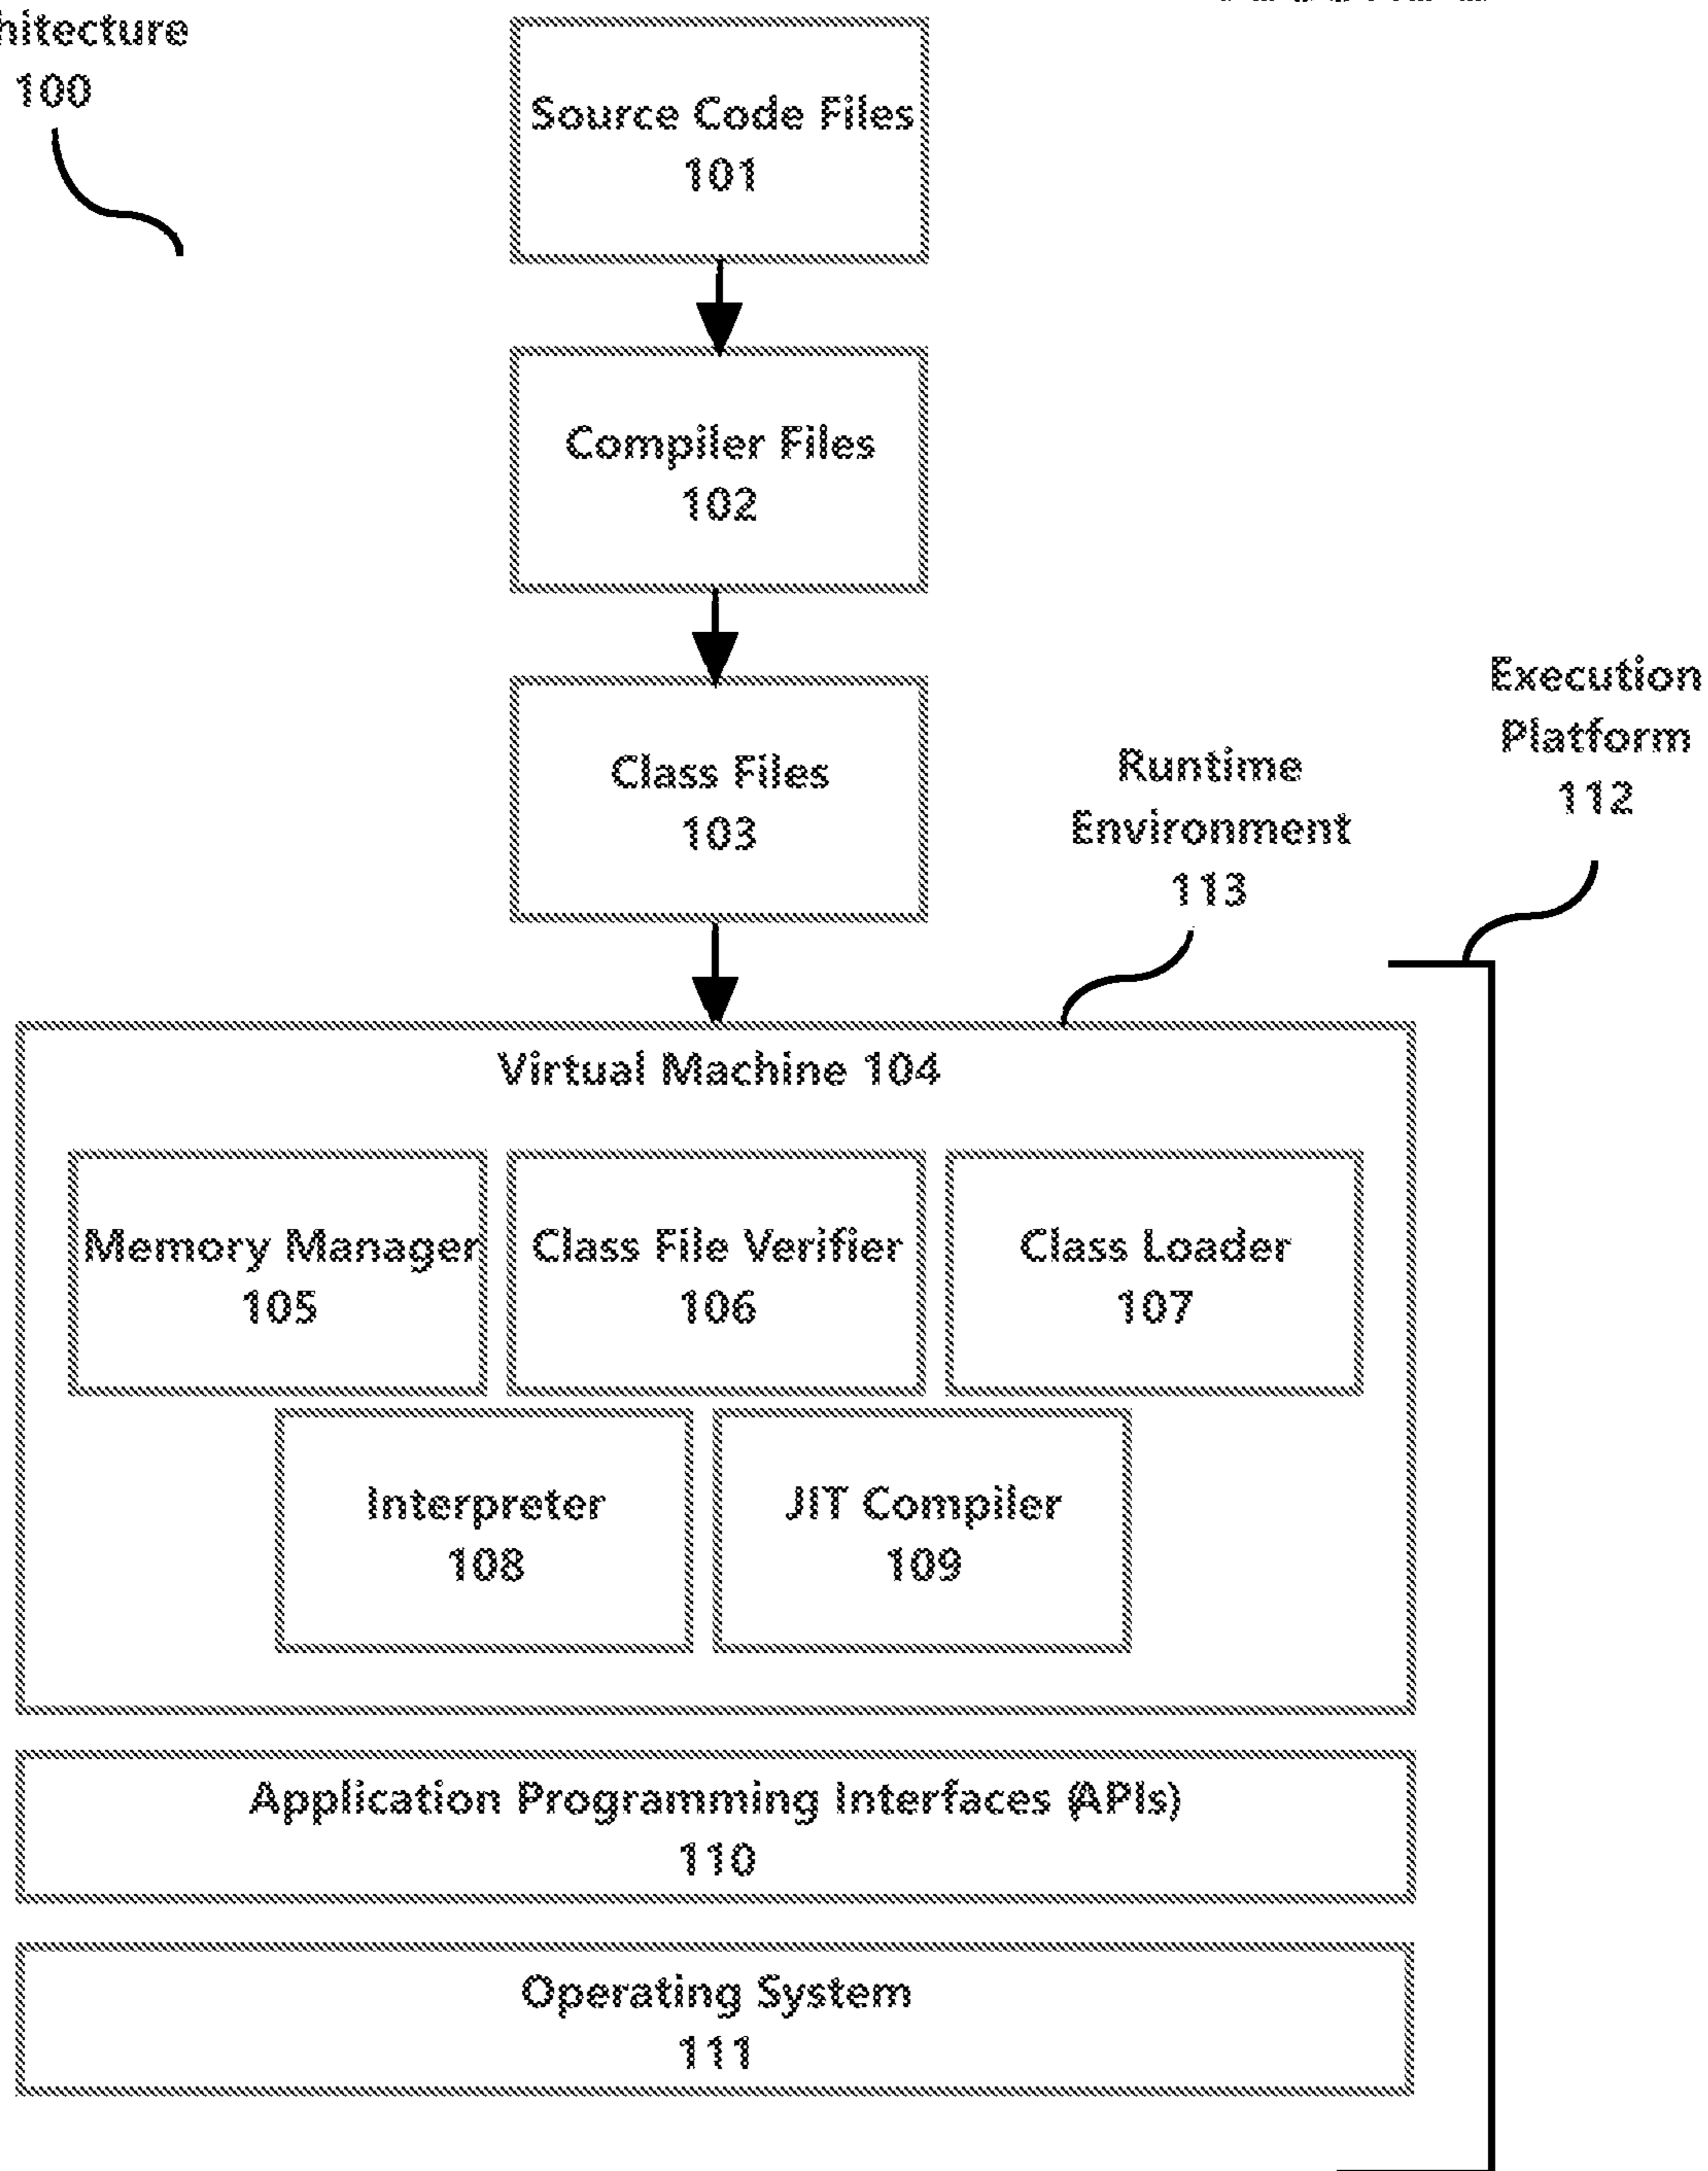 100
Source Code Files
101
Compiler Files
102
Class Files
103
Execution
Platform
112
Runtime
Environment
113
Virtual Machine 104
Memory Manager
105
Class File Verifier
106
Class Loader
107
Interpreter
108
JIT Compiler
109
Application Programming Interfaces (APIs)
110
Operating System
111